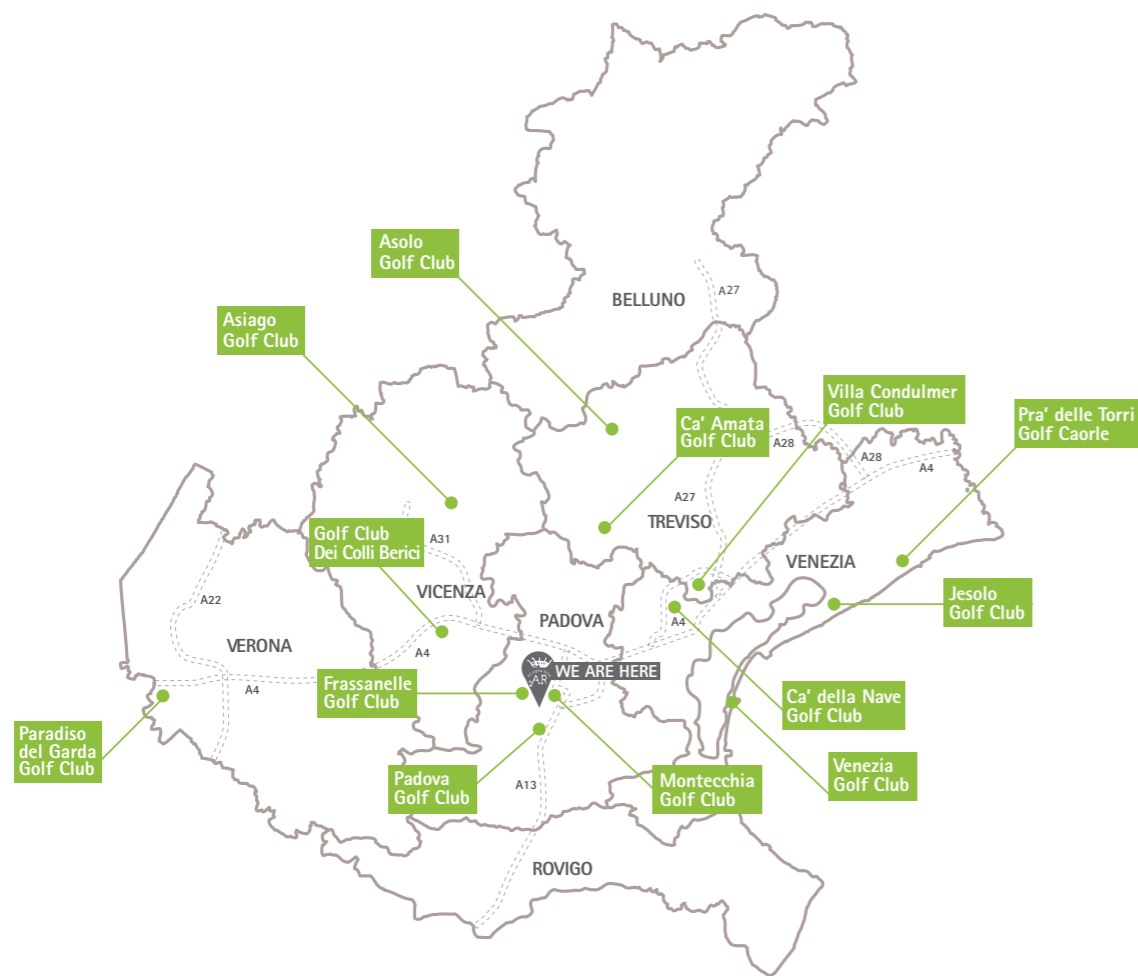 Asolo
Golf Club
A27
BELLUNO
Asiago
Golf Club
Villa Condulmer
Golf Club
Pra’ delle Torri
Golf Caorle
Ca’ Amata
Golf Club
A28
A28
A4
A27
TREVISO
Golf Club
Dei Colli Berici
A31
VENEZIA
VICENZA
Jesolo
Golf Club
A22
PADOVA
A4
VERONA
A4
WE ARE HERE
AR
A4
Frassanelle
Golf Club
Ca’ della Nave
Golf Club
Paradiso
del Garda
Golf Club
Padova
Golf Club
A13
Montecchia
Golf Club
Venezia
Golf Club
ROVIGO